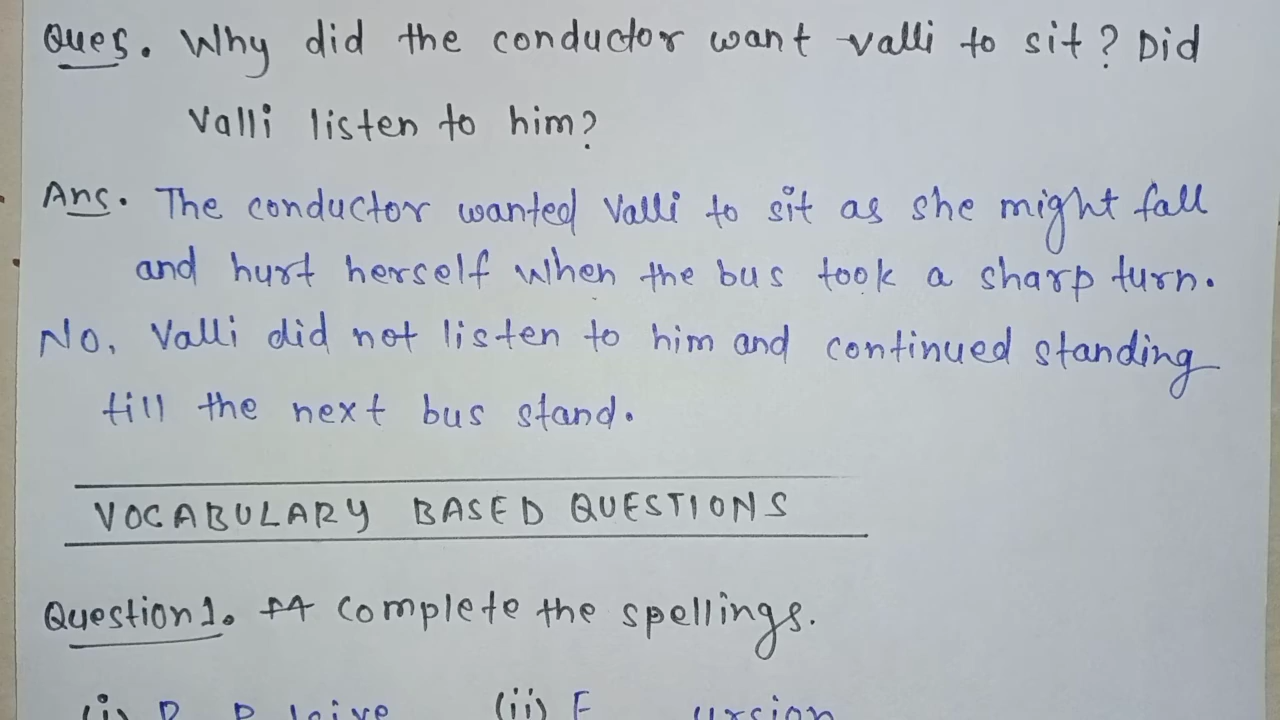 Ques. Why did the conductor want valli to sit? Did
Valli listen to him?
Ans. The conductor wanted Valli to sit as she might fall
and hurt herself when the bus took a sharp turn.
No, Valli did not listen to him and continued standing
till the next bus stand.
VOCABULARY BASED QUESTIONS
Question 1. Complete the spellings.
(i) (ii)